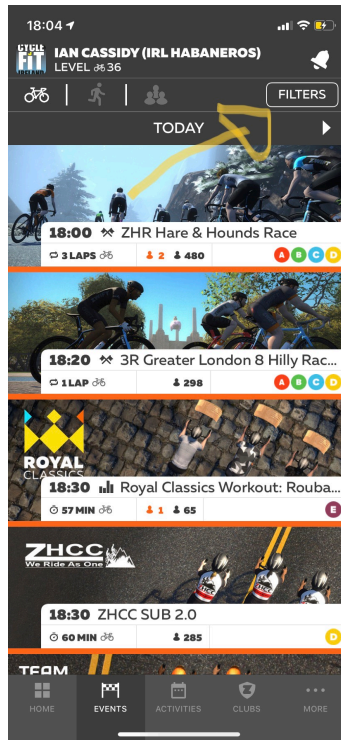 18:04
CYCLE
FIT
IRELAND
IAN CASSIDY (IRL HABANEROS)
LEVEL 36
FILTERS
TODAY
18:00 ZHR Hare & Hounds Race
3 LAPS 2 480 A B C D
18:20 3R Greater London 8 Hilly Rac...
1 LAP 298 A B C D
ROYAL
CLASSICS
18:30 Royal Classics Workout: Rouba...
57 MIN 1 65 E
ZHCC
We Ride As One
18:30 ZHCC SUB 2.0
60 MIN 285 D
TEAM
HOME EVENTS ACTIVITIES CLUBS MORE